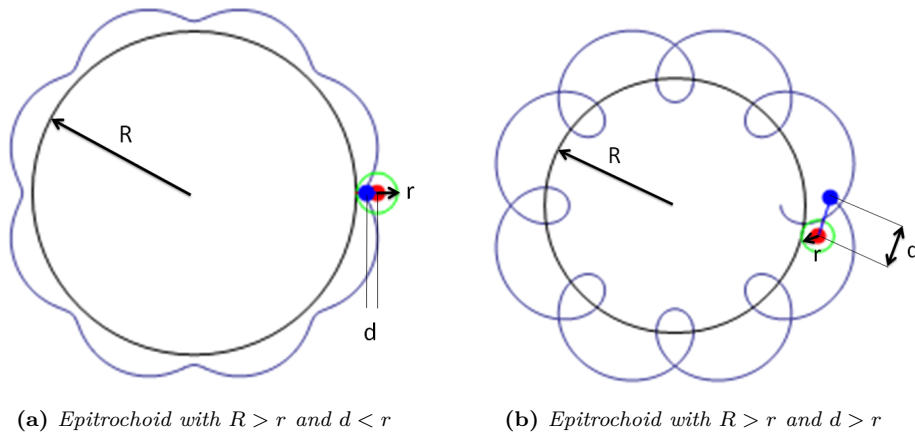 R
r
d
R
r
d
(a) Epitrochoid with R > r and d < r
(b) Epitrochoid with R > r and d > r